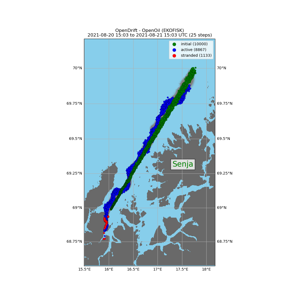 OpenDrift - OpenOil (EKOFISK)
2021-08-20 15:03 to 2021-08-21 15:03 UTC (25 steps)
initial (10000)
active (8867)
stranded (1133)
70°N
70°N
69.75°N
69.75°N
69.5°N
69.5°N
Senja
69.25°N
69.25°N
69°N
69°N
68.75°N
68.75°N
15.5°E
16°E
16.5°E
17°E
17.5°E
18°E